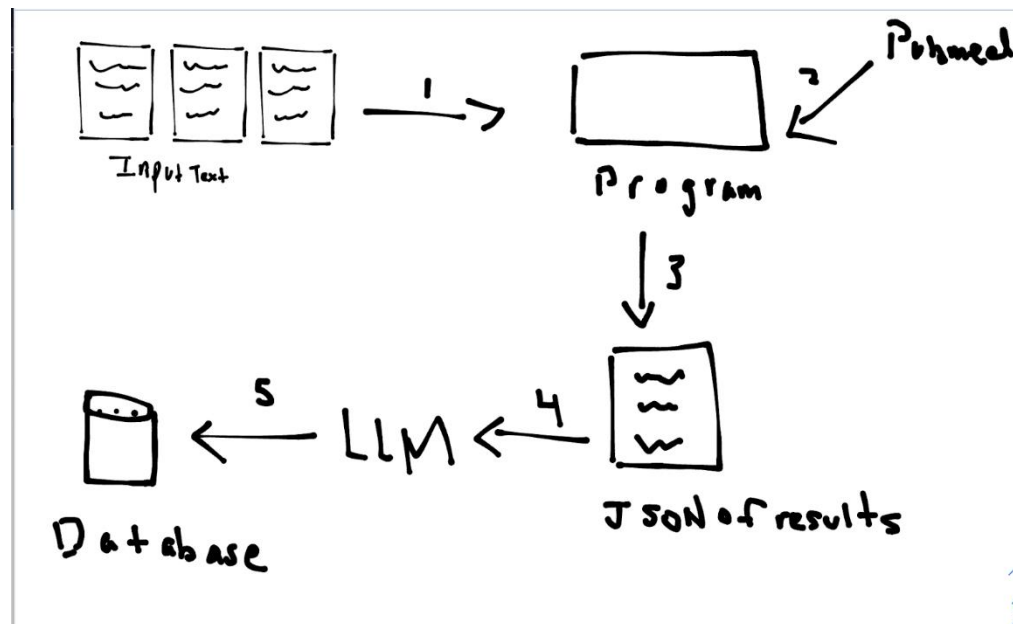 Input Text
1
Program
2
Pubmed
3
JSON of results
4
LLM
5
Database